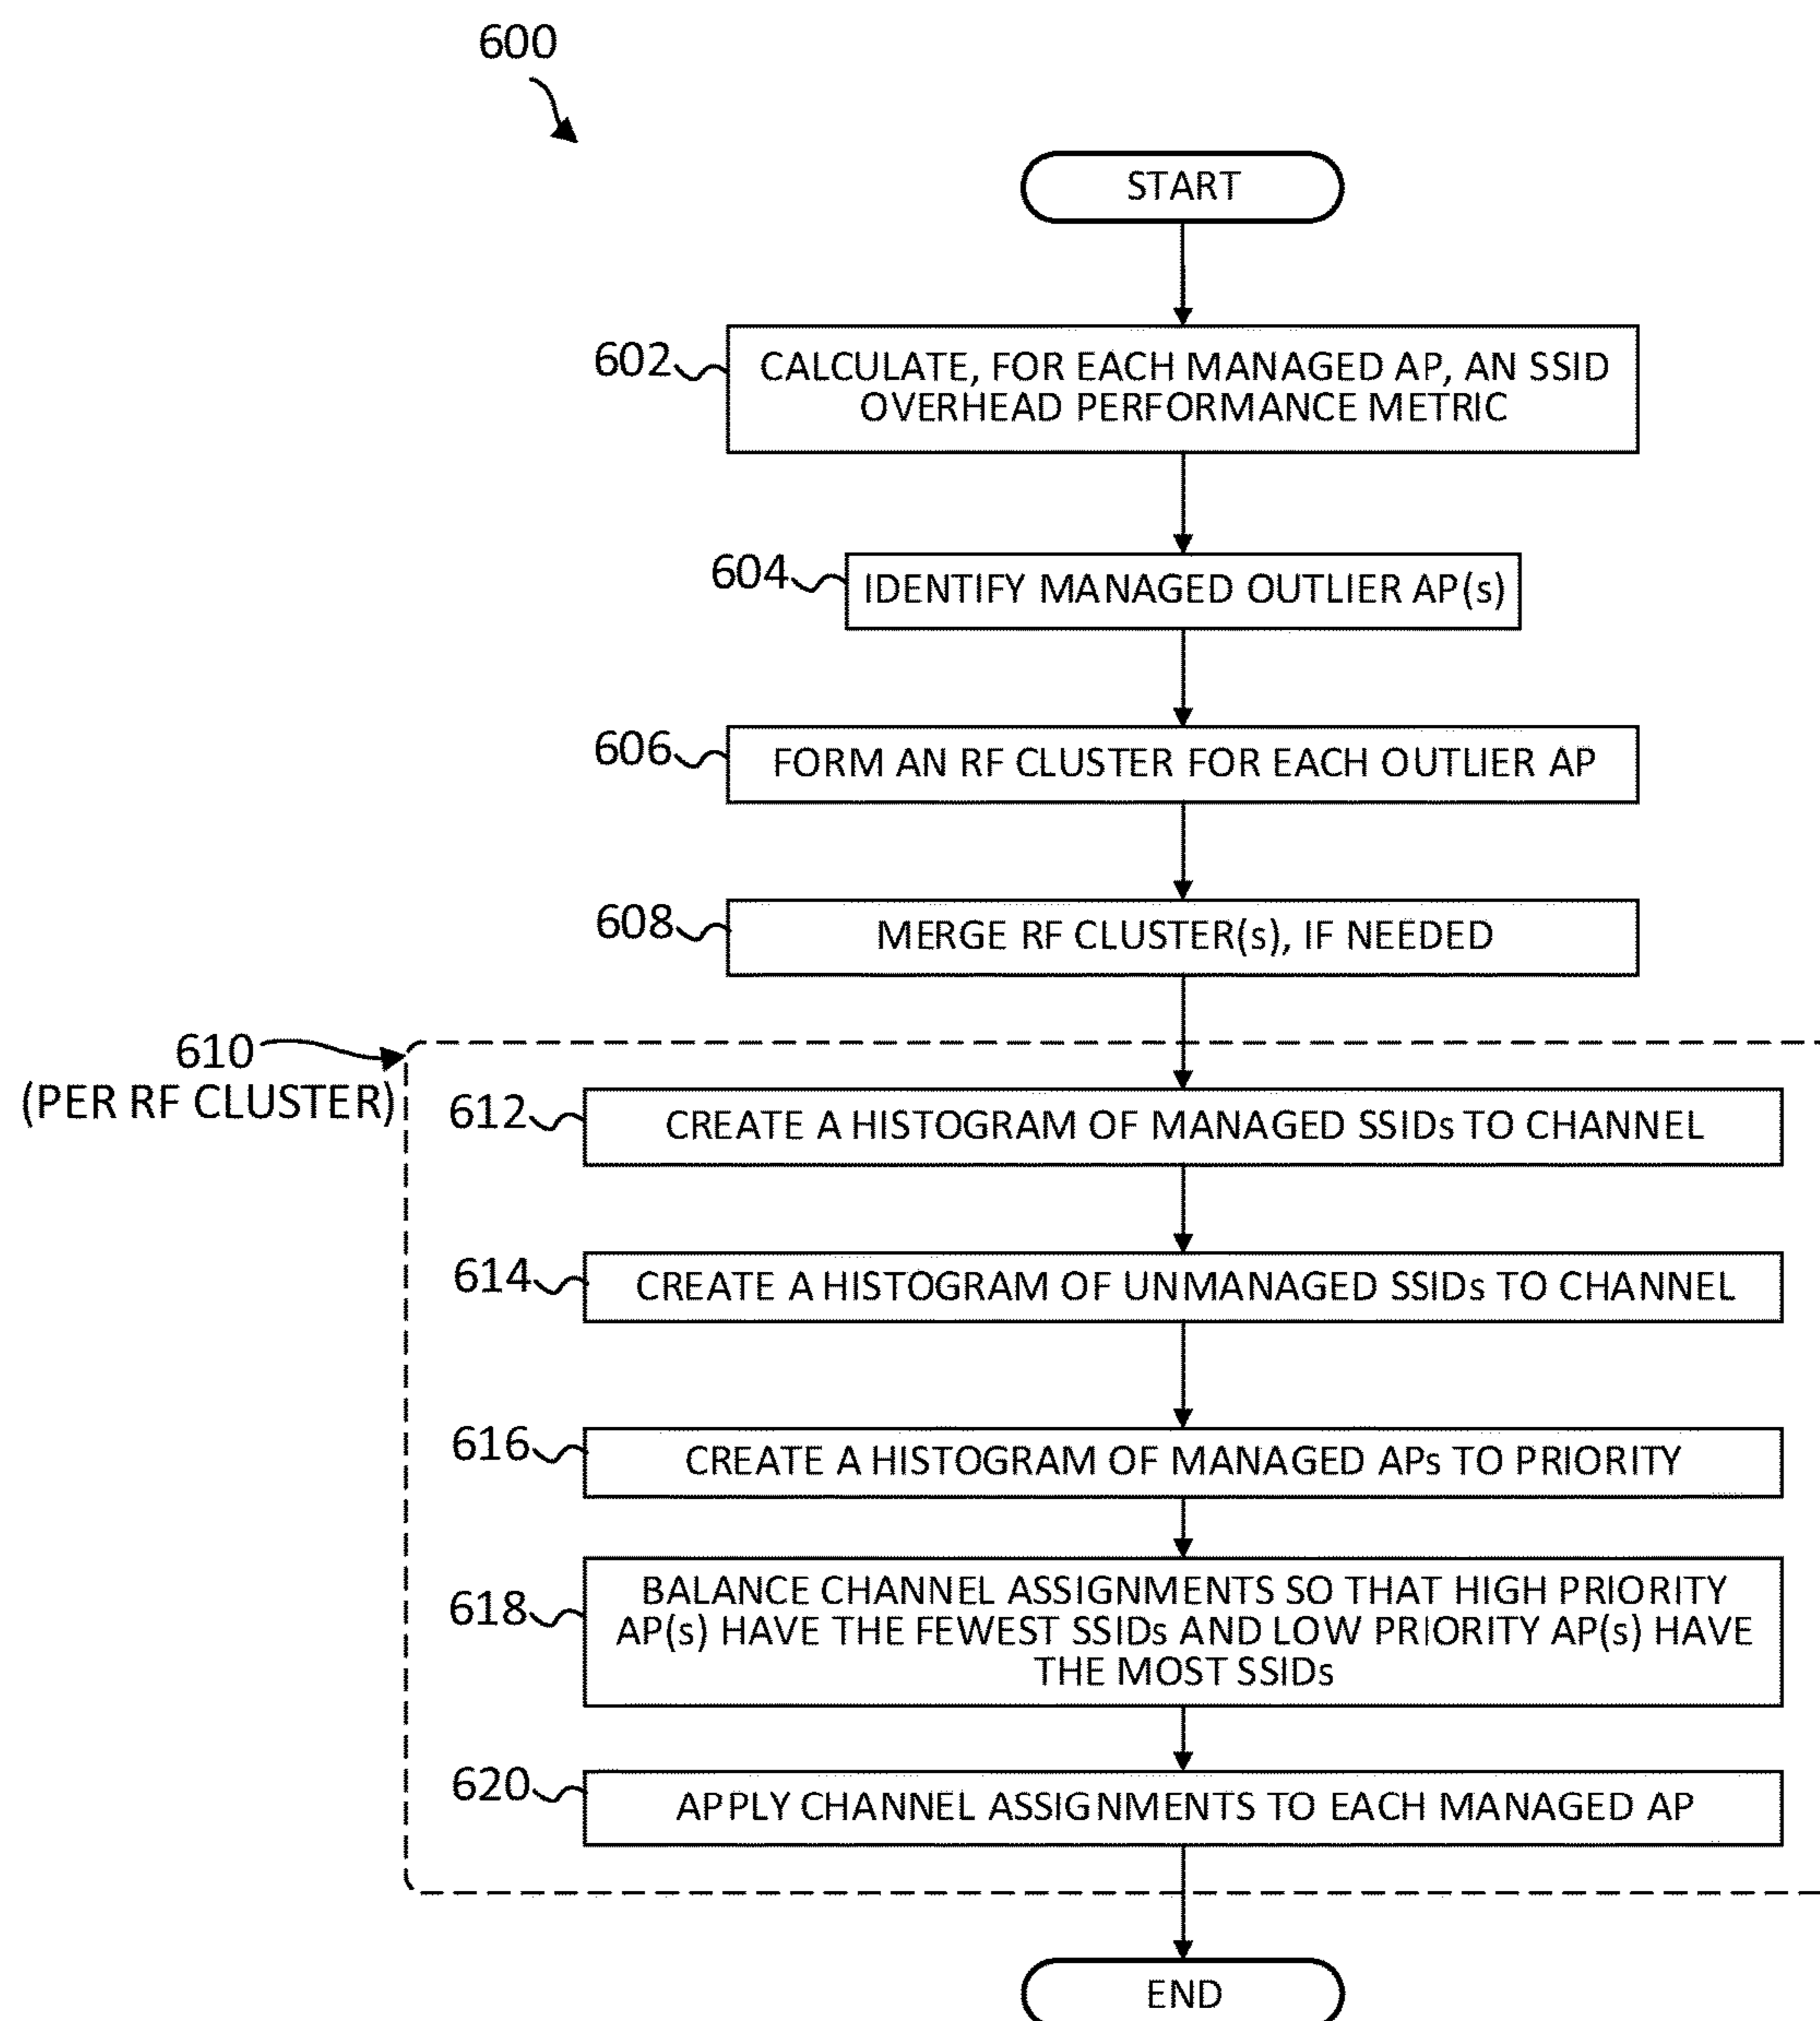 600
START
602
CALCULATE, FOR EACH MANAGED AP, AN SSID
OVERHEAD PERFORMANCE METRIC
604
IDENTIFY MANAGED OUTLIER AP(s)
606
FORM AN RF CLUSTER FOR EACH OUTLIER AP
608
MERGE RF CLUSTER(s), IF NEEDED
610
(PER RF CLUSTER)
612
CREATE A HISTOGRAM OF MANAGED SSIDs TO CHANNEL
614
CREATE A HISTOGRAM OF UNMANAGED SSIDs TO CHANNEL
616
CREATE A HISTOGRAM OF MANAGED APs TO PRIORITY
618
BALANCE CHANNEL ASSIGNMENTS SO THAT HIGH PRIORITY
AP(s) HAVE THE FEWEST SSIDs AND LOW PRIORITY AP(s) HAVE
THE MOST SSIDs
620
APPLY CHANNEL ASSIGNMENTS TO EACH MANAGED AP
END